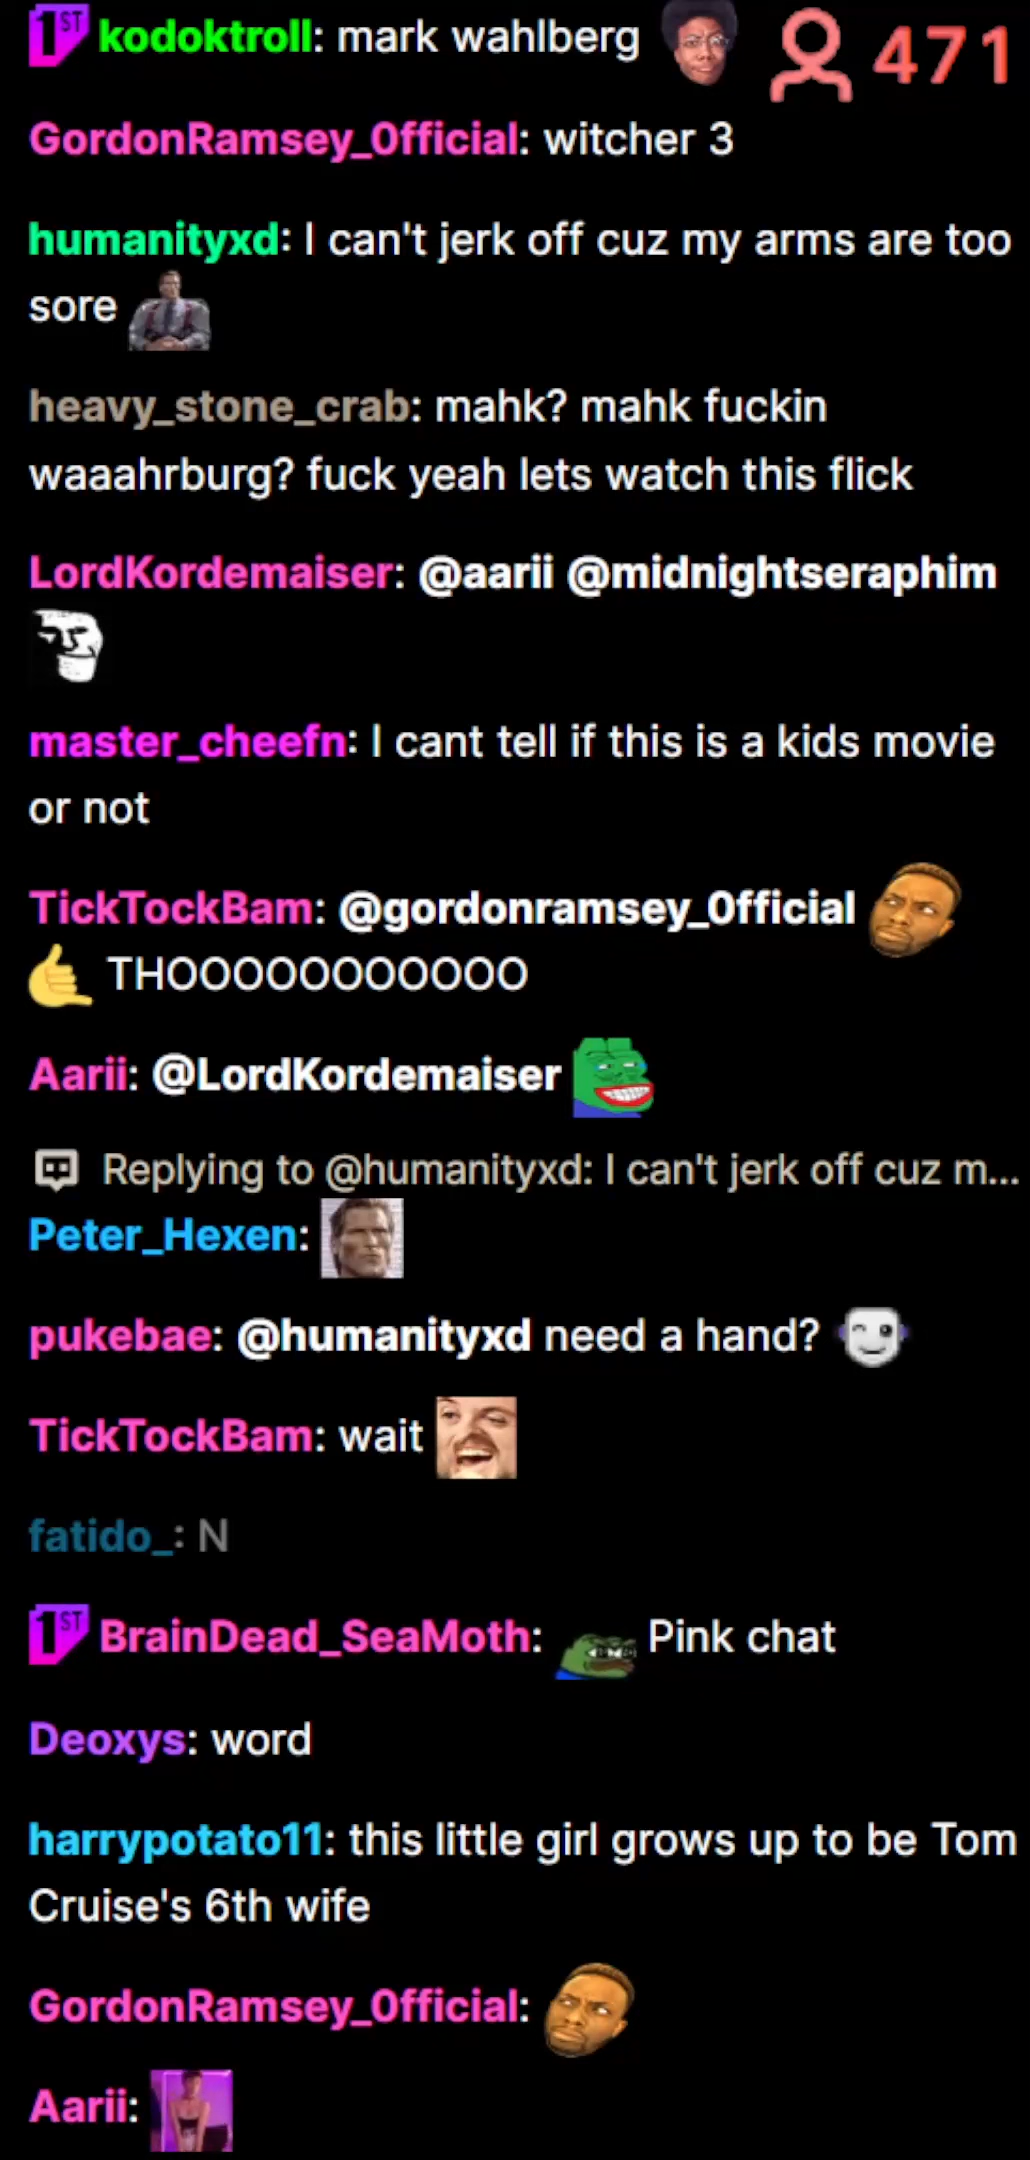 1ST kodoktroll: mark wahlberg 471
GordonRamsey_0fficial: witcher 3
humanityxd: I can't jerk off cuz my arms are too
sore
heavy_stone_crab: mahk? mahk fuckin
waaahrburg? fuck yeah lets watch this flick
LordKordemaiser: @aarii @midnightseraphim
master_cheefn: I cant tell if this is a kids movie
or not
TickTockBam: @gordonramsey_0fficial
THOOOOOOOOOOO
Aarii: @LordKordemaiser
Replying to @humanityxd: I can't jerk off cuz m...
Peter_Hexen:
pukebae: @humanityxd need a hand?
TickTockBam: wait
fatido_: N
1ST BrainDead_SeaMoth: Pink chat
Deoxys: word
harrypotato11: this little girl grows up to be Tom
Cruise's 6th wife
GordonRamsey_0fficial:
Aarii: